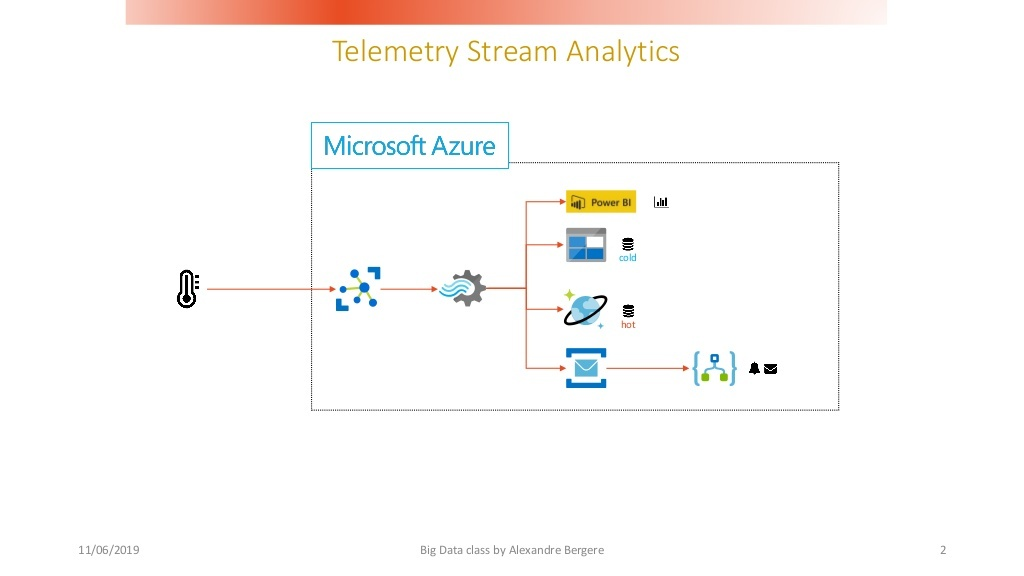 Telemetry Stream Analytics
Microsoft Azure
Power BI
cold
hot
11/06/2019
Big Data class by Alexandre Bergere
2